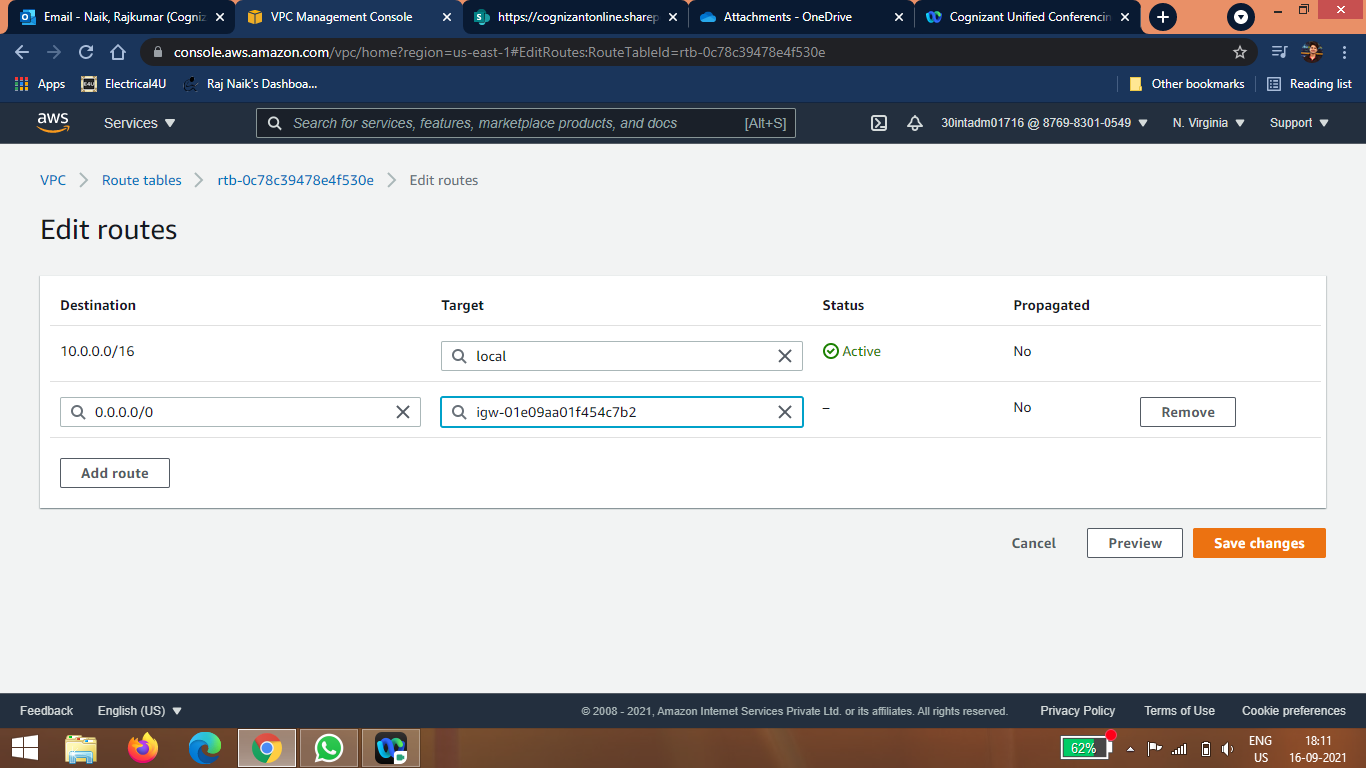 Email - Naik, Rajkumar (Cogniz
VPC Management Console
https://cognizantonline.sharep
Attachments - OneDrive
Cognizant Unified Conferencin
console.aws.amazon.com/vpc/home?region=us-east-1#EditRoutes:RouteTableId=rtb-0c78c39478e4f530e
Apps
E4U
Electrical4U
Raj Naik's Dashboa...
Other bookmarks
Reading list
aws
Services
Search for services, features, marketplace products, and docs
[Alt+S]
30intadm01716 @ 8769-8301-0549
N. Virginia
Support
VPC
Route tables
rtb-0c78c39478e4f530e
Edit routes
Edit routes
Destination
Target
Status
Propagated
10.0.0.0/16
local
Active
No
0.0.0.0/0
igw-01e09aa01f454c7b2
–
No
Remove
Add route
Cancel
Preview
Save changes
Feedback
English (US)
© 2008 - 2021, Amazon Internet Services Private Ltd. or its affiliates. All rights reserved.
Privacy Policy
Terms of Use
Cookie preferences
62%
ENG
US
18:11
16-09-2021